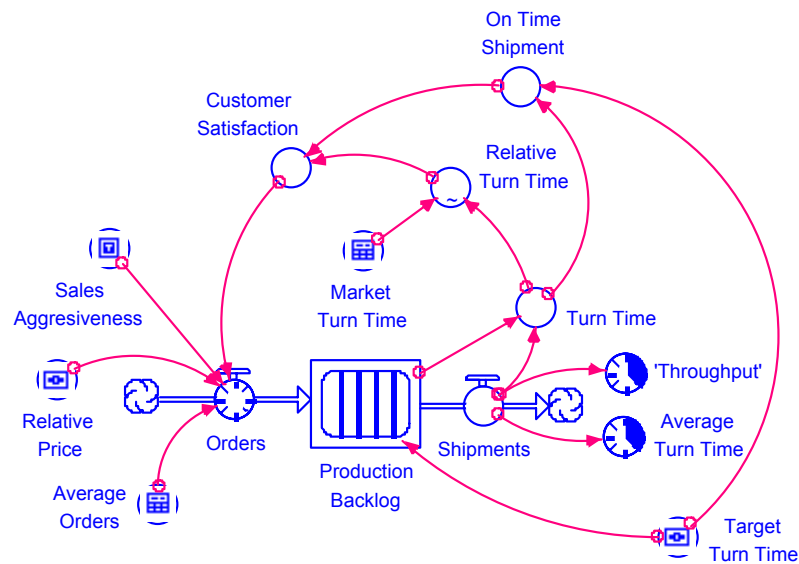 On Time
Shipment
Customer
Satisfaction
Relative
Turn Time
~
T
Sales
Aggresiveness
Market
Turn Time
Turn Time
'Throughput'
Relative
Price
Orders
Shipments
Average
Turn Time
Production
Backlog
Average
Orders
Target
Turn Time